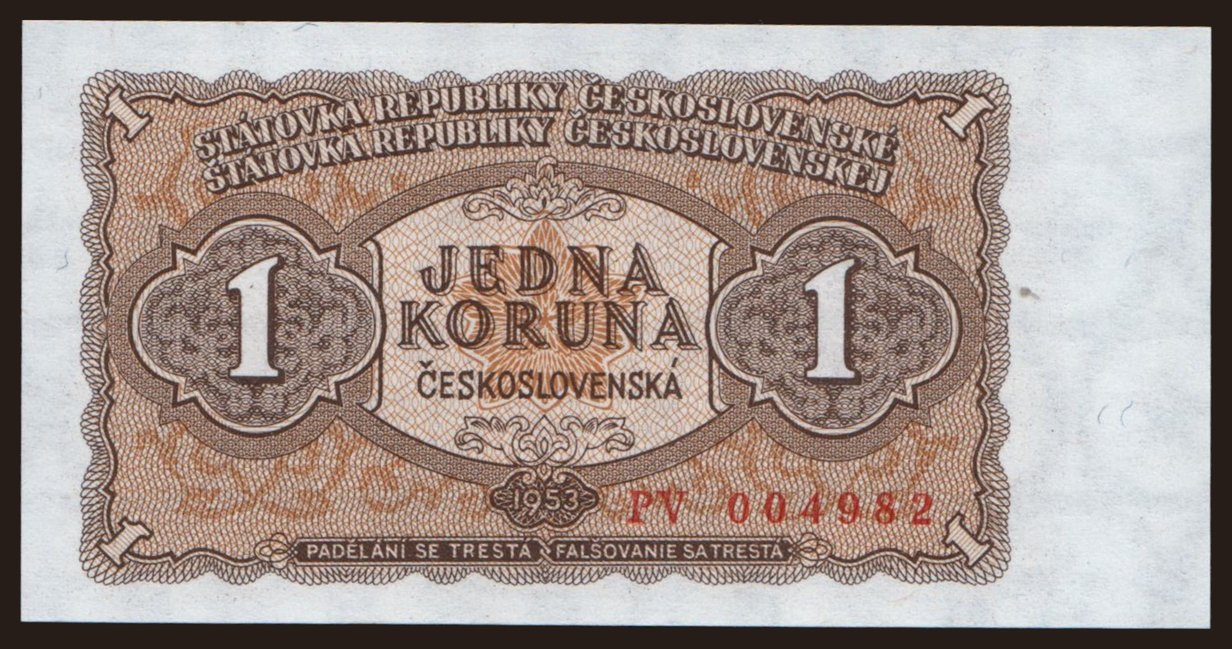 1 1
STÁTOVKA REPUBLIKY ČESKOSLOVENSKÉ
ŠTÁTOVKA REPUBLIKY ČESKOSLOVENSKEJ
JEDNA
1 KORUNA 1
ČESKOSLOVENSKÁ
1953 PV 004982
1 PADĚLÁNÍ SE TRESTÁ FALŠOVANIE SA TRESTÁ 1